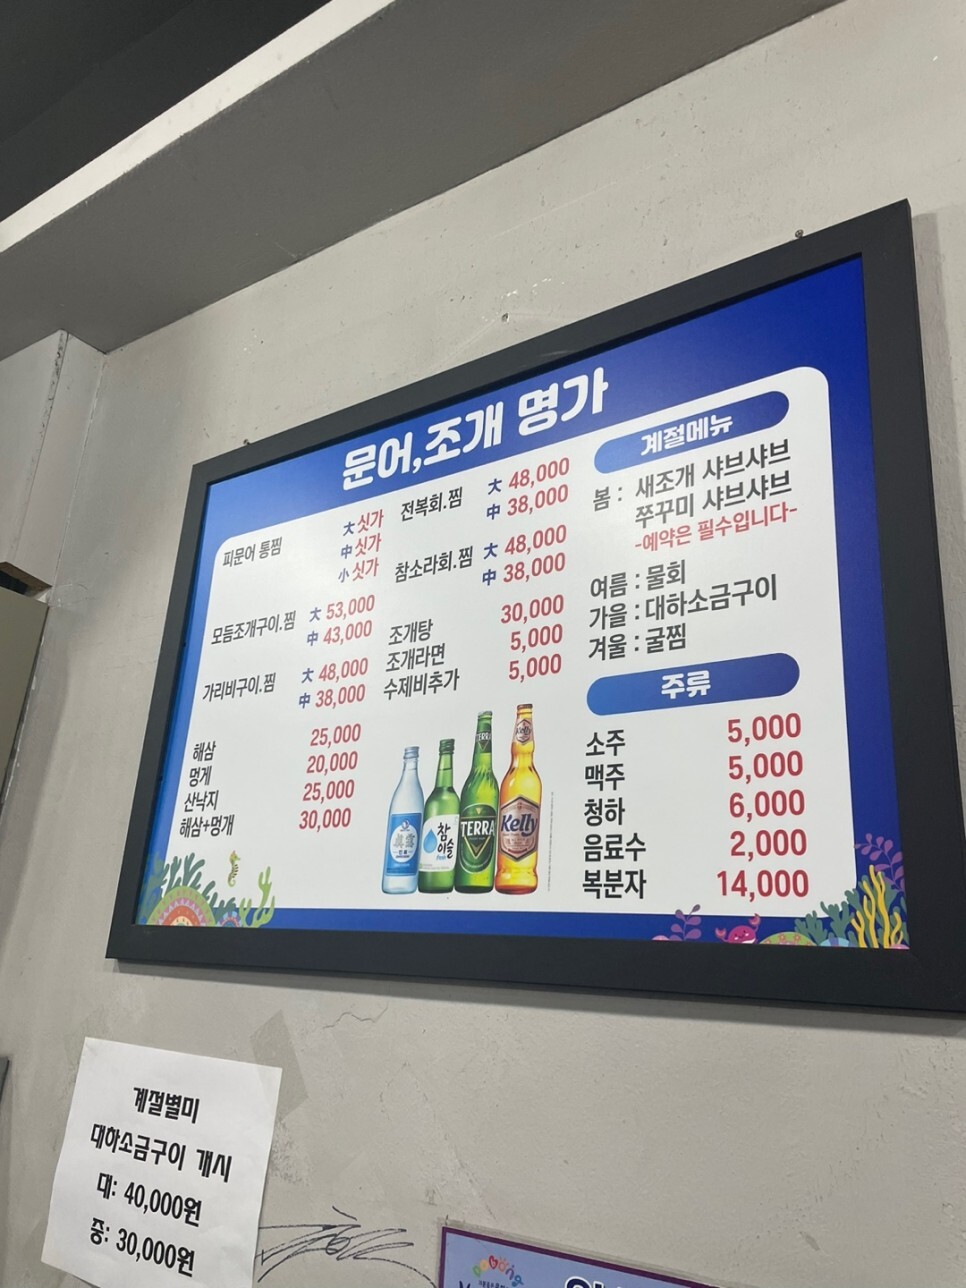 문어,조개 명가
피문어 통찜
大 싯가
中 싯가
小 싯가
모듬조개구이.찜
大 53,000
中 43,000
가리비구이.찜
大 48,000
中 38,000
해삼 25,000
멍게 20,000
산낙지 25,000
해삼+멍개 30,000
전복회.찜
大 48,000
中 38,000
참소라회.찜
大 48,000
中 38,000
조개탕 30,000
조개라면 5,000
수제비추가 5,000
참
이슬
fresh
TERRA
TERRA
Kelly
Kelly
계절메뉴
봄 : 새조개 샤브샤브
쭈꾸미 샤브샤브
-예약은 필수입니다-
여름 : 물회
가을 : 대하소금구이
겨울 : 굴찜
주류
소주 5,000
맥주 5,000
청하 6,000
음료수 2,000
복분자 14,000
계절별미
대하소금구이 개시
대: 40,000원
중: 30,000원